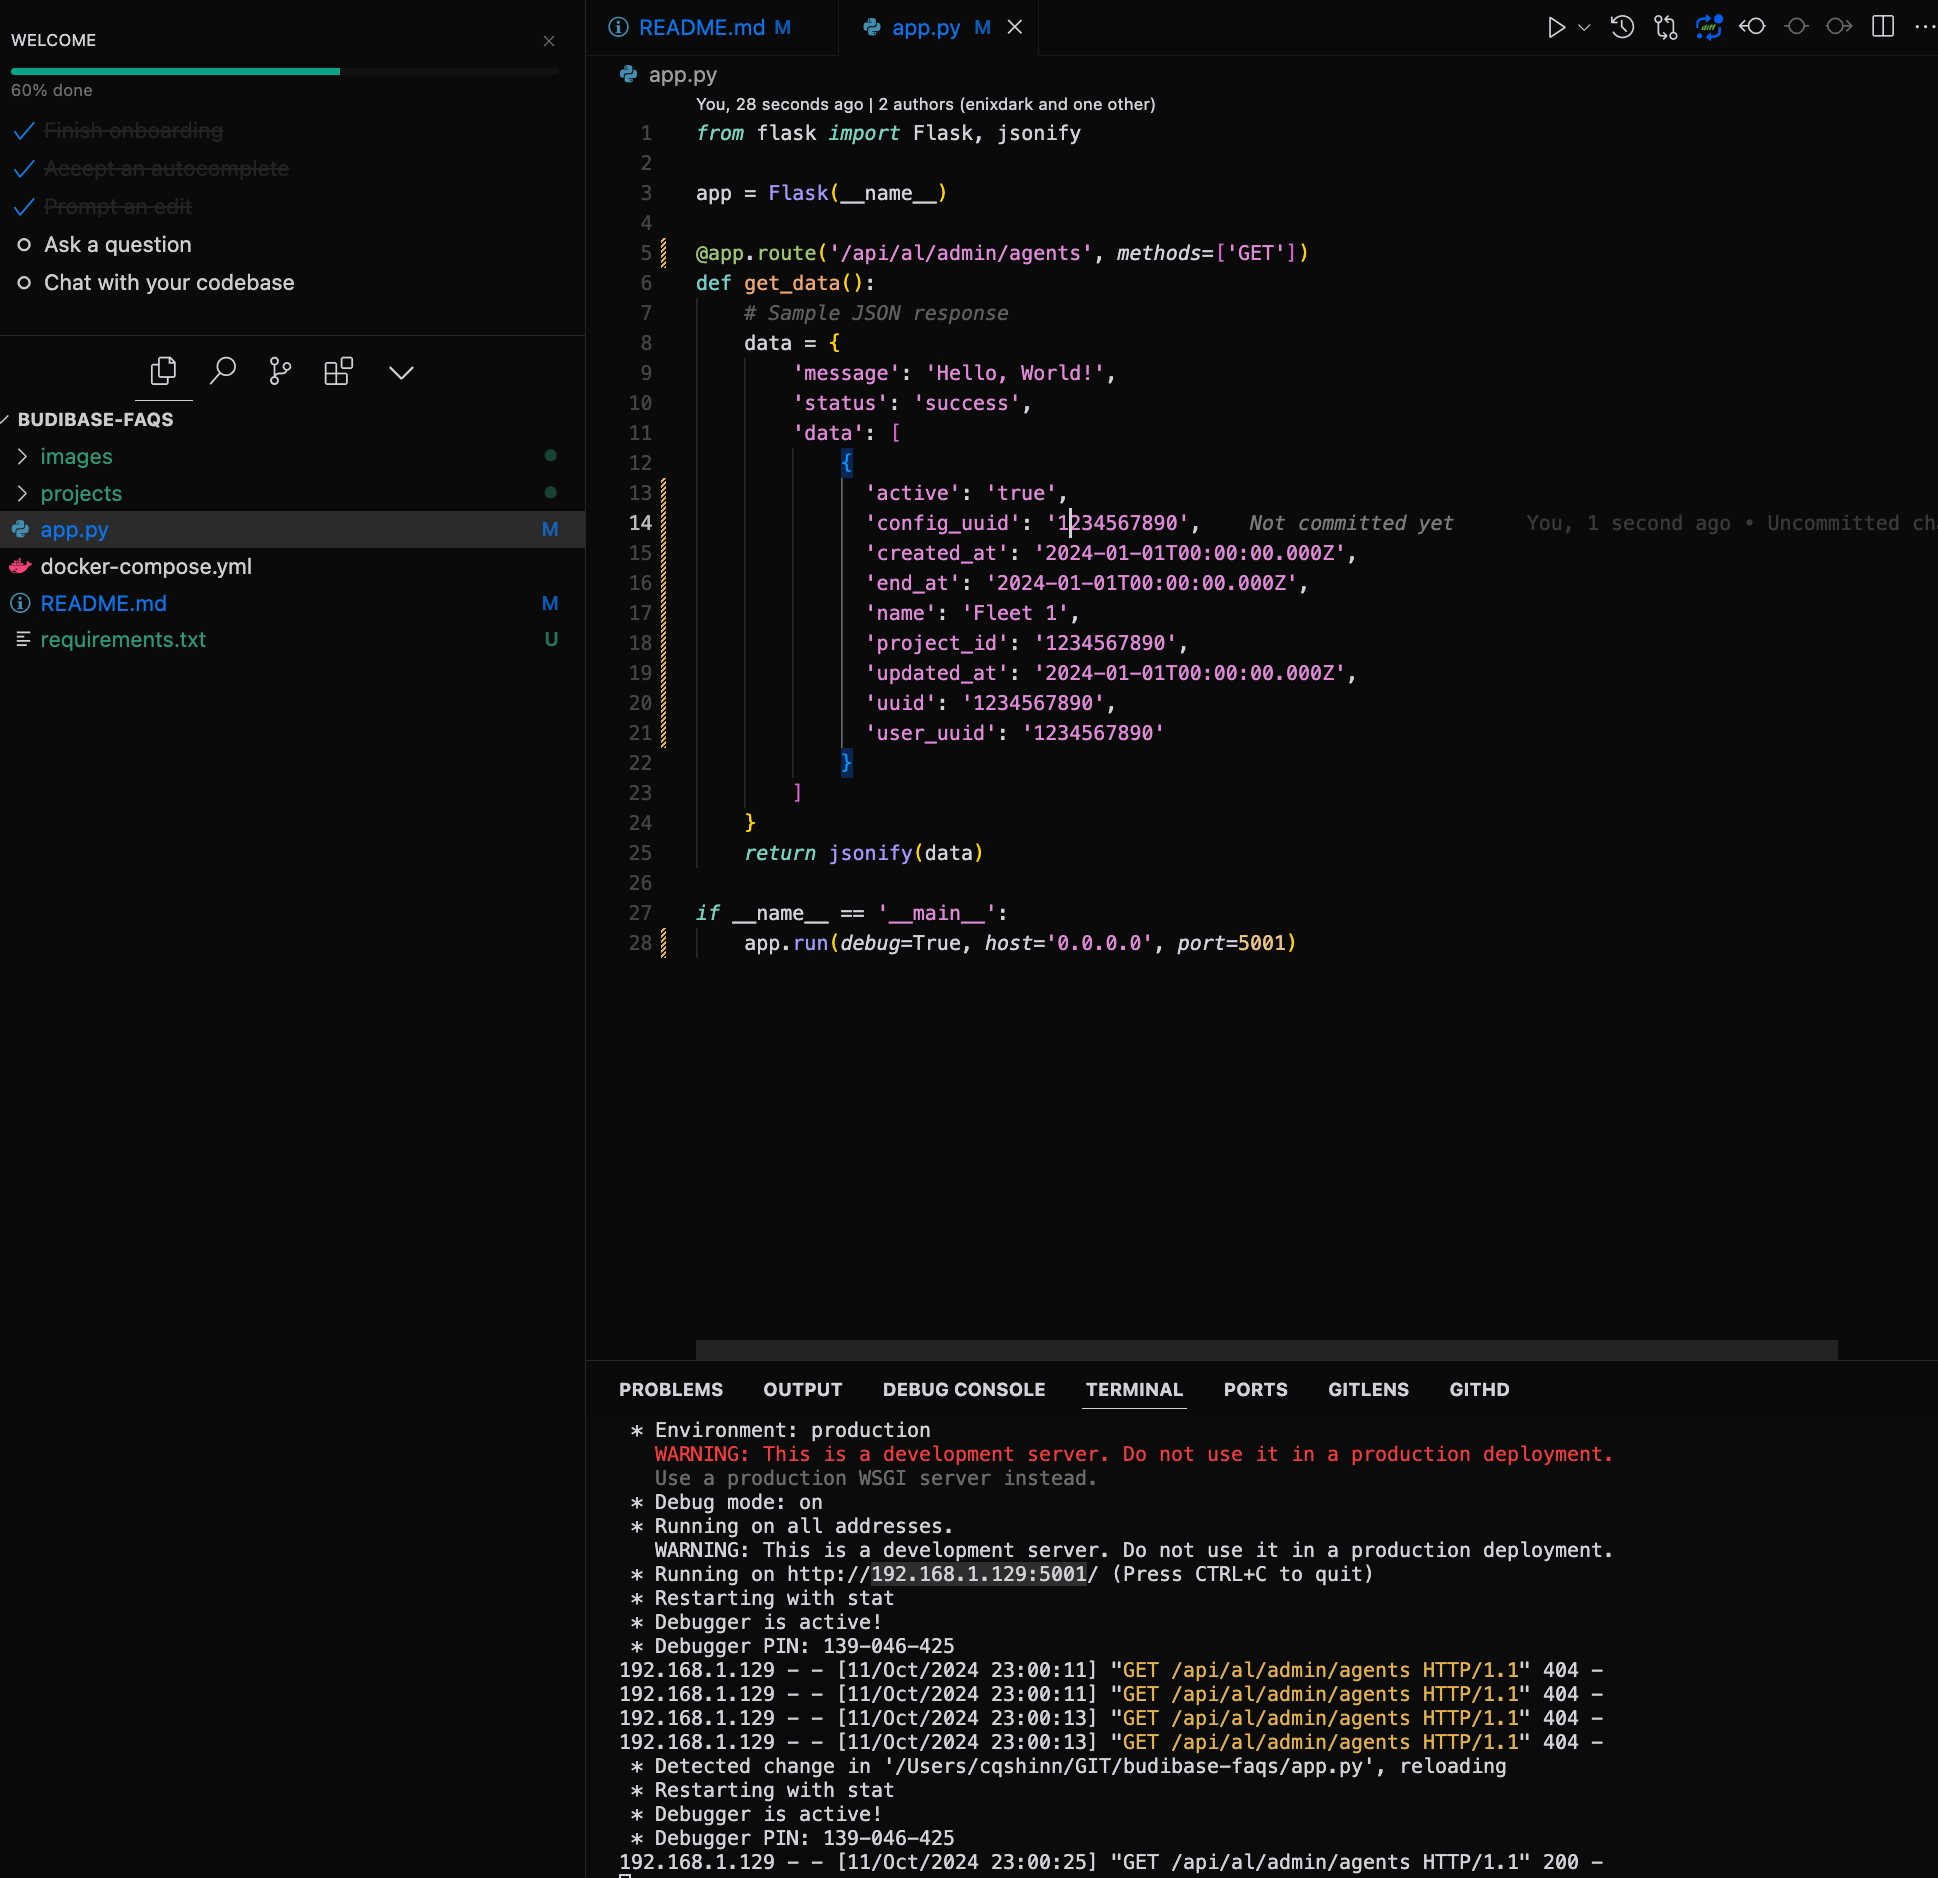 WELCOME
60% done
Finish onboarding
Accept an autocomplete
Prompt an edit
Ask a question
Chat with your codebase
BUDIBASE-FAQS
images
projects
app.py M
docker-compose.yml
README.md M
requirements.txt U
README.md M
app.py M
diff
app.py
You, 28 seconds ago | 2 authors (enixdark and one other)
1 from flask import Flask, jsonify
2
3 app = Flask(__name__)
4
5 @app.route('/api/al/admin/agents', methods=['GET'])
6 def get_data():
7 # Sample JSON response
8 data = {
9 'message': 'Hello, World!',
10 'status': 'success',
11 'data': [
12 {
13 'active': 'true',
14 'config_uuid': '1234567890', Not committed yet You, 1 second ago • Uncommitted
15 'created_at': '2024-01-01T00:00:00.000Z',
16 'end_at': '2024-01-01T00:00:00.000Z',
17 'name': 'Fleet 1',
18 'project_id': '1234567890',
19 'updated_at': '2024-01-01T00:00:00.000Z',
20 'uuid': '1234567890',
21 'user_uuid': '1234567890'
22 }
23 ]
24 }
25 return jsonify(data)
26
27 if __name__ == '__main__':
28 app.run(debug=True, host='0.0.0.0', port=5001)
PROBLEMS OUTPUT DEBUG CONSOLE TERMINAL PORTS GITLENS GITHD
* Environment: production
WARNING: This is a development server. Do not use it in a production deployment.
Use a production WSGI server instead.
* Debug mode: on
* Running on all addresses.
WARNING: This is a development server. Do not use it in a production deployment.
* Running on http://192.168.1.129:5001/ (Press CTRL+C to quit)
* Restarting with stat
* Debugger is active!
* Debugger PIN: 139-046-425
192.168.1.129 - - [11/Oct/2024 23:00:11] "GET /api/al/admin/agents HTTP/1.1" 404 -
192.168.1.129 - - [11/Oct/2024 23:00:11] "GET /api/al/admin/agents HTTP/1.1" 404 -
192.168.1.129 - - [11/Oct/2024 23:00:13] "GET /api/al/admin/agents HTTP/1.1" 404 -
192.168.1.129 - - [11/Oct/2024 23:00:13] "GET /api/al/admin/agents HTTP/1.1" 404 -
* Detected change in '/Users/cqshinn/GIT/budibase-faqs/app.py', reloading
* Restarting with stat
* Debugger is active!
* Debugger PIN: 139-046-425
192.168.1.129 - - [11/Oct/2024 23:00:25] "GET /api/al/admin/agents HTTP/1.1" 200 -